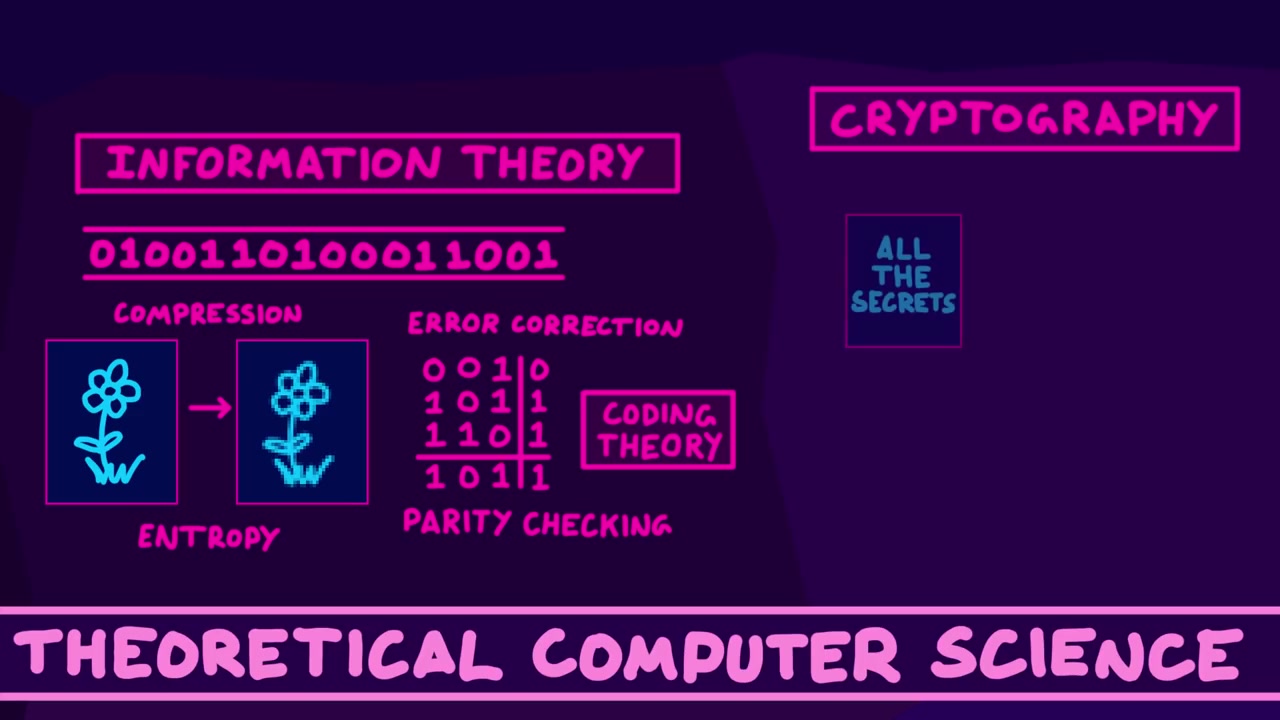 INFORMATION THEORY
0100110100011001
COMPRESSION
ENTROPY
ERROR CORRECTION
0 0 1 0
1 0 1 1
1 1 0 1
1 0 1 1
PARITY CHECKING
CODING
THEORY
CRYPTOGRAPHY
ALL
THE
SECRETS
THEORETICAL COMPUTER SCIENCE